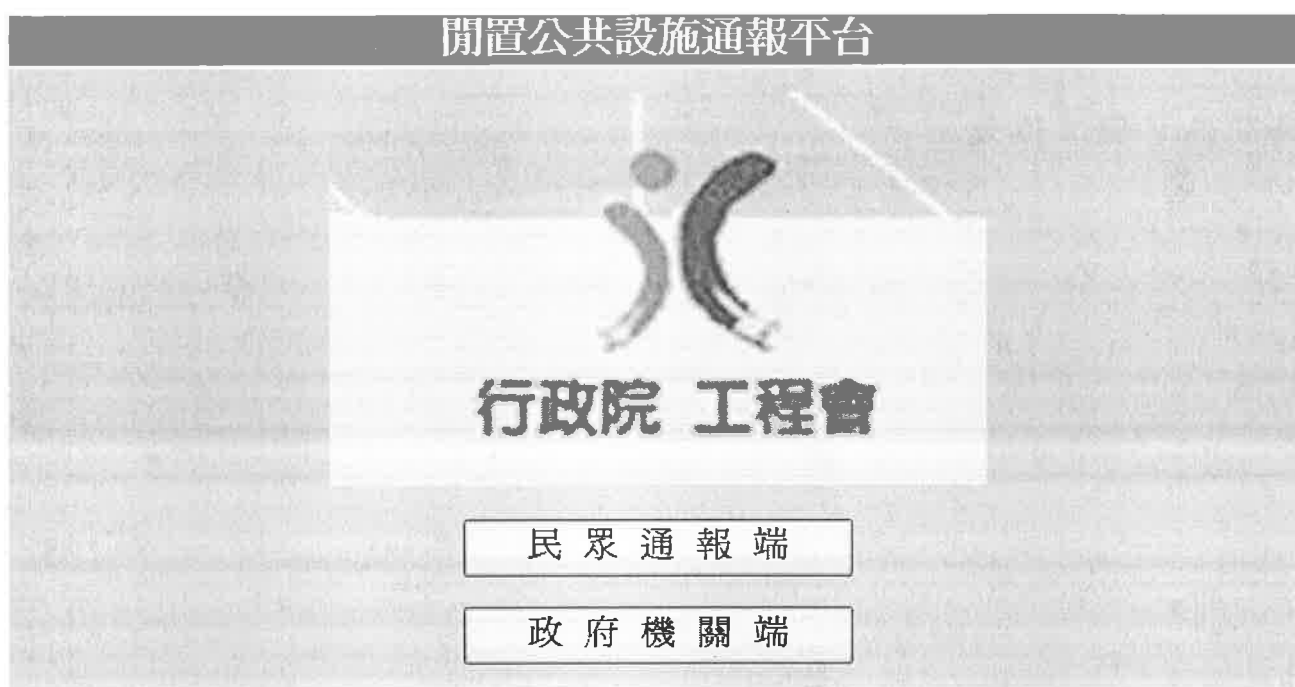 閒置公共設施通報平台
行政院 工程會
民眾通報端
政府機關端